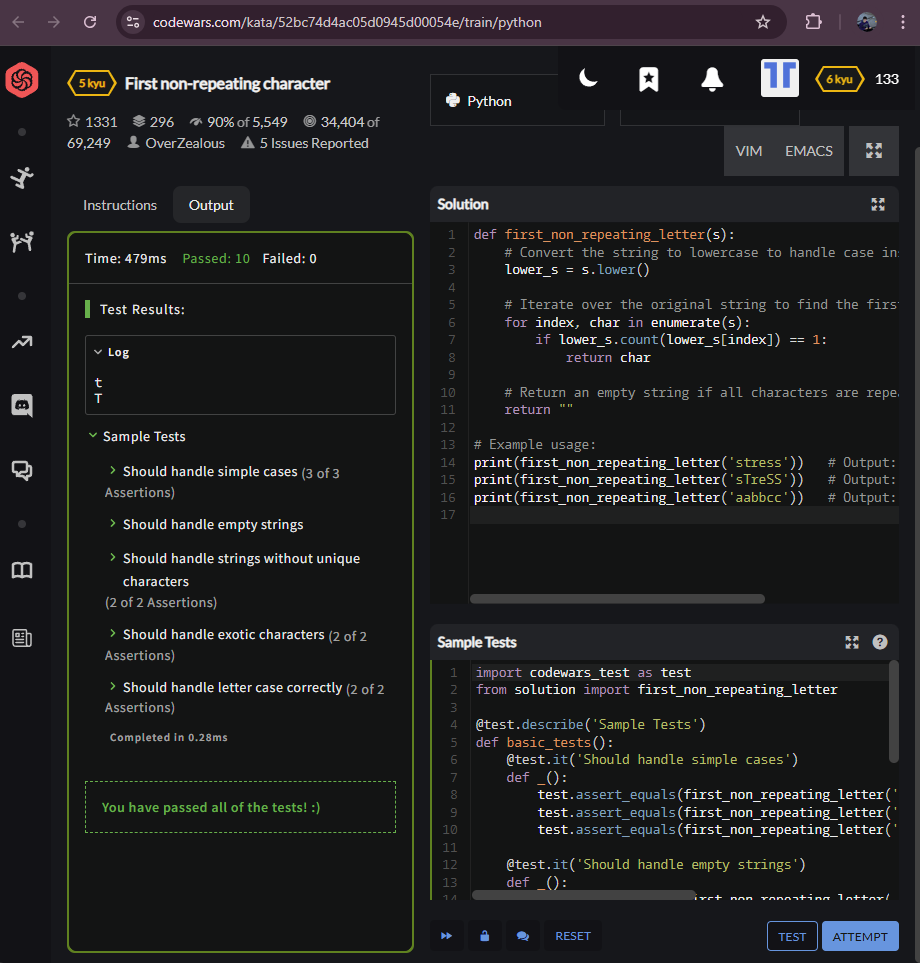 codewars.com/kata/52bc74d4ac05d0945d00054e/train/python
5 kyu First non-repeating character
1331 296 90% of 5,549 34,404 of
69,249 OverZealous 5 Issues Reported
Python
6 kyu 133
VIM EMACS
Instructions Output
Time: 479ms Passed: 10 Failed: 0
Test Results:
Log
t
T
Sample Tests
Should handle simple cases (3 of 3
Assertions)
Should handle empty strings
Should handle strings without unique
characters
(2 of 2 Assertions)
Should handle exotic characters (2 of 2
Assertions)
Should handle letter case correctly (2 of 2
Assertions)
Completed in 0.28ms
You have passed all of the tests! :)
Solution
1 def first_non_repeating_letter(s):
2 # Convert the string to lowercase to handle case in
3 lower_s = s.lower()
4
5 # Iterate over the original string to find the firs
6 for index, char in enumerate(s):
7 if lower_s.count(lower_s[index]) == 1:
8 return char
9
10 # Return an empty string if all characters are repe
11 return ""
12
13 # Example usage:
14 print(first_non_repeating_letter('stress')) # Output:
15 print(first_non_repeating_letter('sTreSS')) # Output:
16 print(first_non_repeating_letter('aabbcc')) # Output:
17
Sample Tests
1 import codewars_test as test
2 from solution import first_non_repeating_letter
3
4 @test.describe('Sample Tests')
5 def basic_tests():
6 @test.it('Should handle simple cases')
7 def _():
8 test.assert_equals(first_non_repeating_letter('
9 test.assert_equals(first_non_repeating_letter('
10 test.assert_equals(first_non_repeating_letter('
11
12 @test.it('Should handle empty strings')
13 def _():
14 first_non_repeating_letter(
RESET TEST ATTEMPT